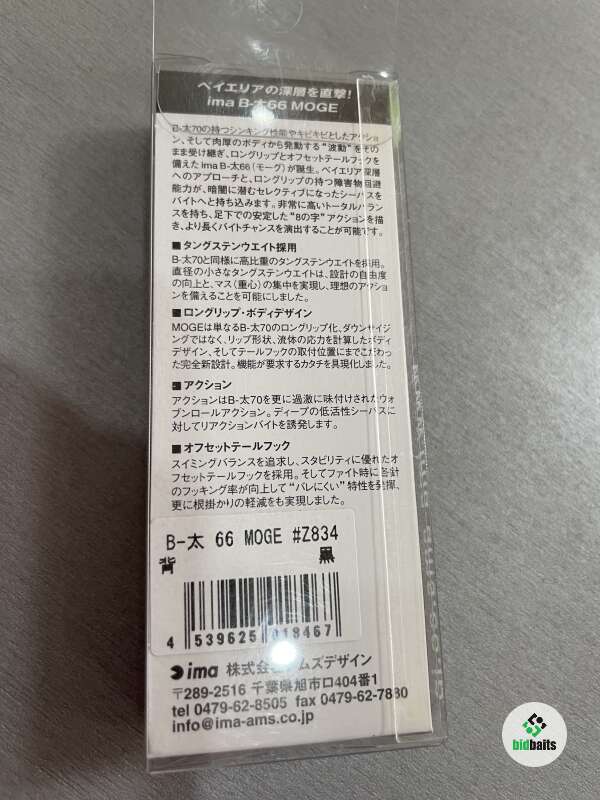 ベイエリアの深層を直撃!
ima B-太66 MOGE
B-太70の持つシンキング性能やキビキビとしたアクショ
ン、そして肉厚のボディから発動する“波動”をその
まま受け継ぎ、ロングリップとオフセットテールフックを
備えたima B-太66(モーグ)が誕生。ベイエリア深層
へのアプローチと、ロングリップの持つ障害物回避
能力が、暗闇に潜むセレクティブになったシーバスを
バイトへと持ち込みます。非常に高いトータルバラン
スを持ち、足下での安定した“8の字”アクションを描
き、より長くバイトチャンスを演出することが可能です。
■タングステンウエイト採用
B-太70と同様に高比重のタングステンウエイトを採用。
直径の小さなタングステンウエイトは、設計の自由度
の向上と、マス(重心)の集中を実現し、理想のアクショ
ンを備えることを可能にしました。
■ロングリップ・ボディデザイン
MOGEは単なるB-太70のロングリップ化、ダウンサイジ
ングではなく、リップ形状、流体の応力を計算したボディ
デザイン、そしてテールフックの取付位置にまでこだわっ
た完全新設計。機能が要求するカタチを具現化しました。
■アクション
アクションはB-太70を更に過激に味付けされたウォ
ブンロールアクション。ディープの低活性シーバスに
対してリアクションバイトを誘発します。
■オフセットテールフック
スイミングバランスを追求し、スタビリティに優れたオ
フセットテールフックを採用。そしてファイト時に各針
のフッキング率が向上して“バレにくい”特性を発揮、
更に根掛かりの軽減をも実現しました。
B-太 66 MOGE #Z834
背 黒
4 539625 018467
ima 株式会社アムズデザイン
〒289-2516 千葉県旭市ロ404番1
tel 0479-62-8505 fax 0479-62-7880
info@ima-ams.co.jp
bidbaits